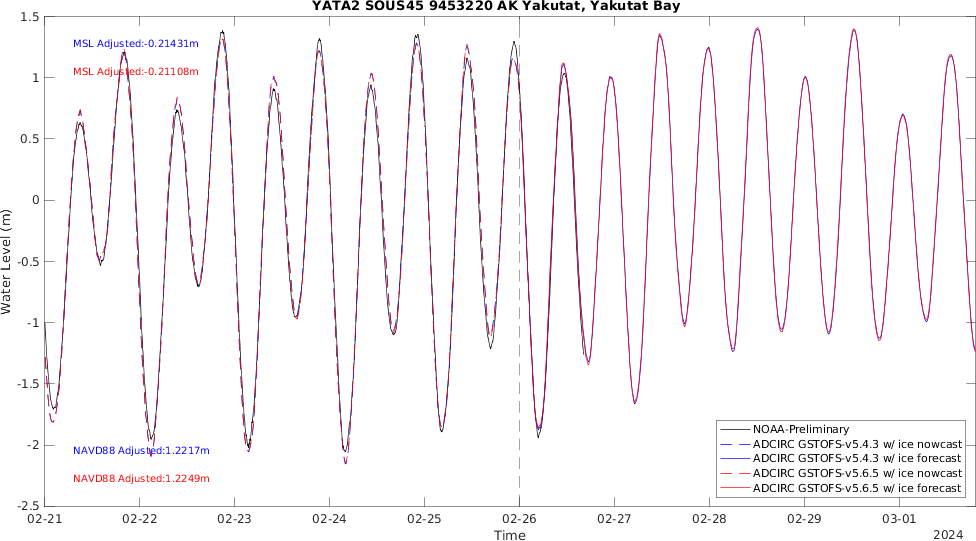 YATA2 SOUS45 9453220 AK Yakutat, Yakutat Bay
1.5
1
0.5
0
-0.5
-1
-1.5
-2
-2.5
Water Level (m)
MSL Adjusted:-0.21431m
MSL Adjusted:-0.21108m
NAVD88 Adjusted:1.2217m
NAVD88 Adjusted:1.2249m
NOAA-Preliminary
ADCIRC GSTOFS-v5.4.3 w/ ice nowcast
ADCIRC GSTOFS-v5.4.3 w/ ice forecast
ADCIRC GSTOFS-v5.6.5 w/ ice nowcast
ADCIRC GSTOFS-v5.6.5 w/ ice forecast
02-21 02-22 02-23 02-24 02-25 02-26 02-27 02-28 02-29 03-01
Time
2024